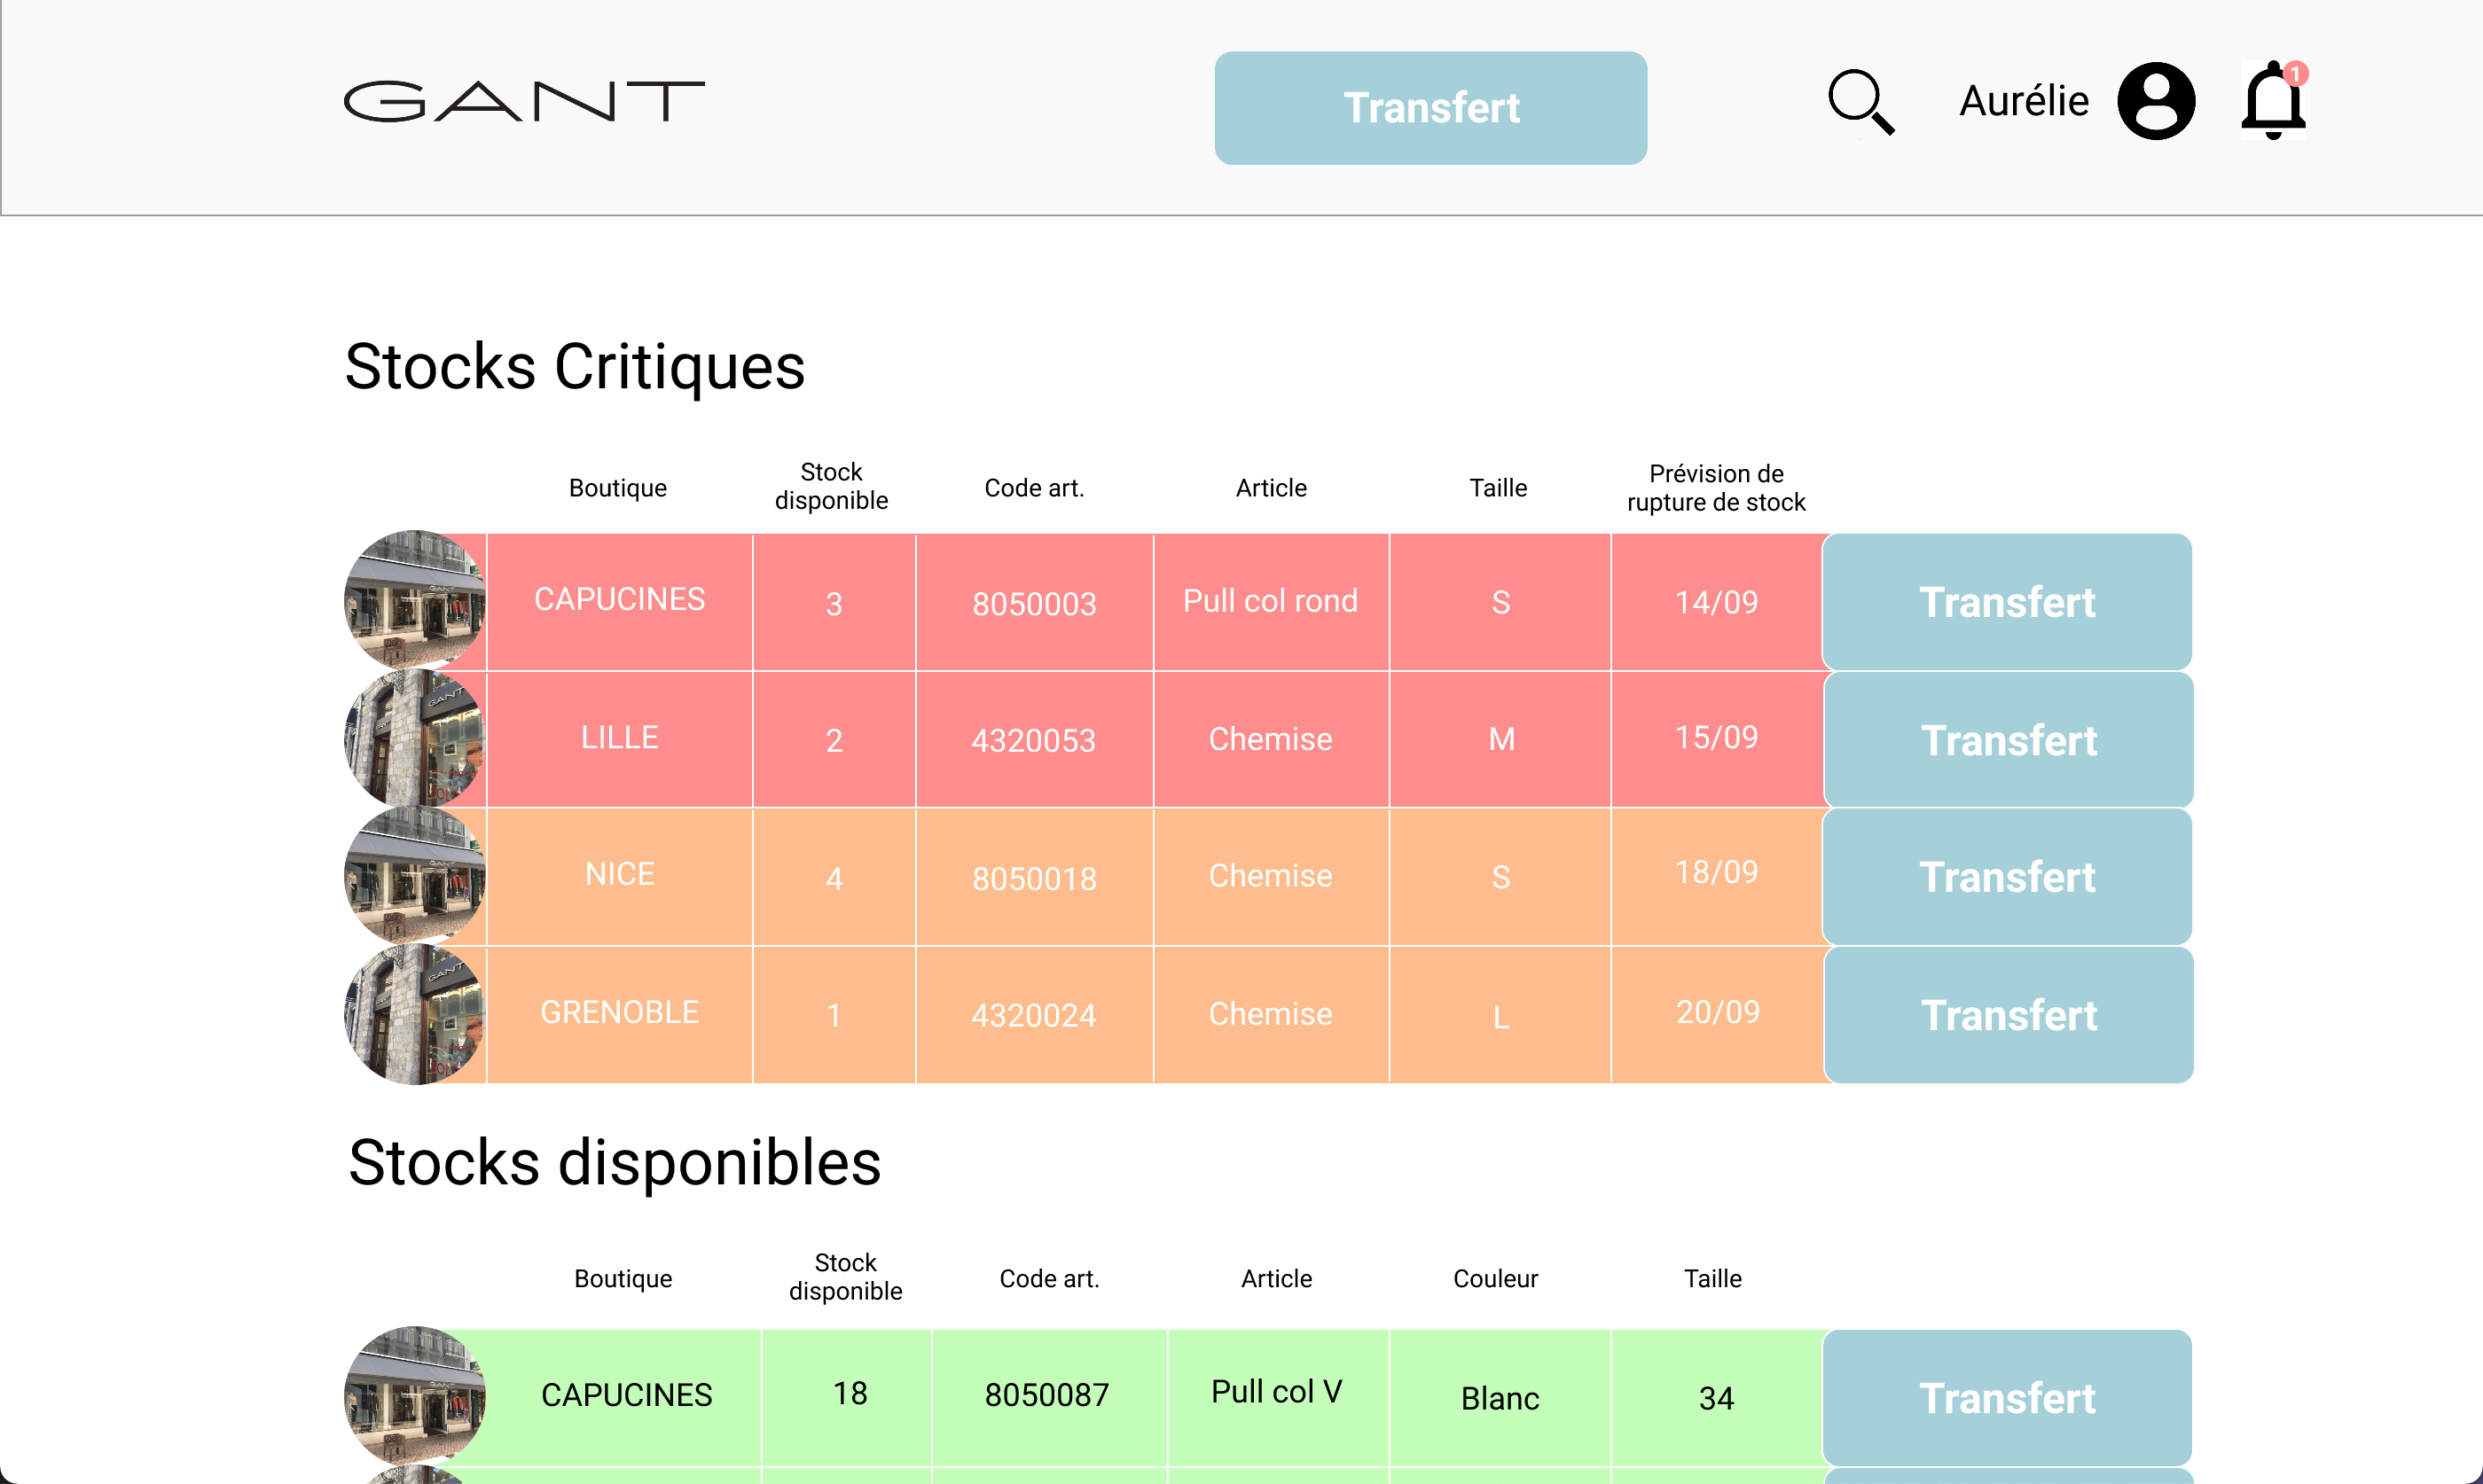 GANT
Transfert
Aurélie
1
Stocks Critiques
Boutique
Stock
disponible
Code art.
Article
Taille
Prévision de
rupture de stock
CAPUCINES 3 8050003 Pull col rond S 14/09 Transfert
LILLE 2 4320053 Chemise M 15/09 Transfert
NICE 4 8050018 Chemise S 18/09 Transfert
GRENOBLE 1 4320024 Chemise L 20/09 Transfert
Stocks disponibles
Boutique
Stock
disponible
Code art.
Article
Couleur
Taille
CAPUCINES 18 8050087 Pull col V Blanc 34 Transfert